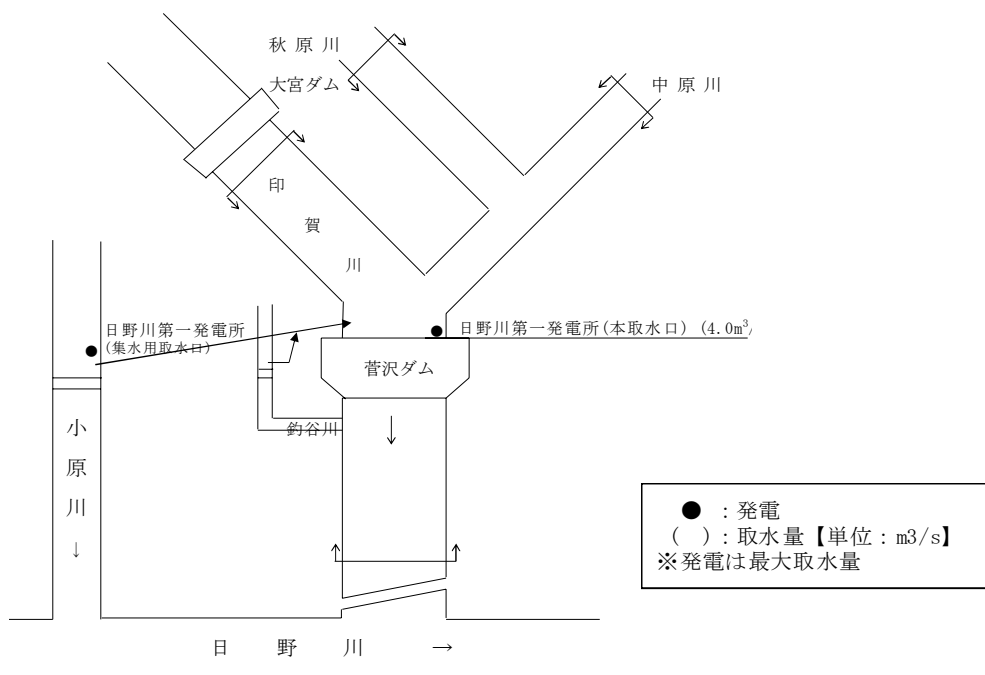 秋原川
大宮ダム
中原川
印賀川
日野川第一発電所
(集水用取水口)
日野川第一発電所(本取水口) (4.0m³/
菅沢ダム
釣谷川
小原川
↓
● : 発電
( ) : 取水量【単位:m3/s】
※発電は最大取水量
日野川 →